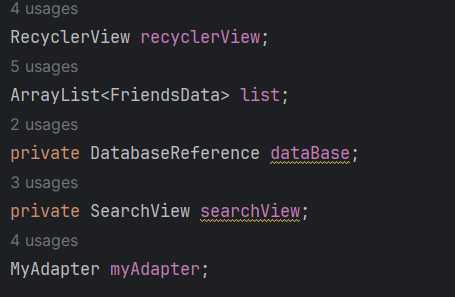 4 usages
RecyclerView recyclerView;
5 usages
ArrayList<FriendsData> list;
2 usages
private DatabaseReference dataBase;
3 usages
private SearchView searchView;
4 usages
MyAdapter myAdapter;